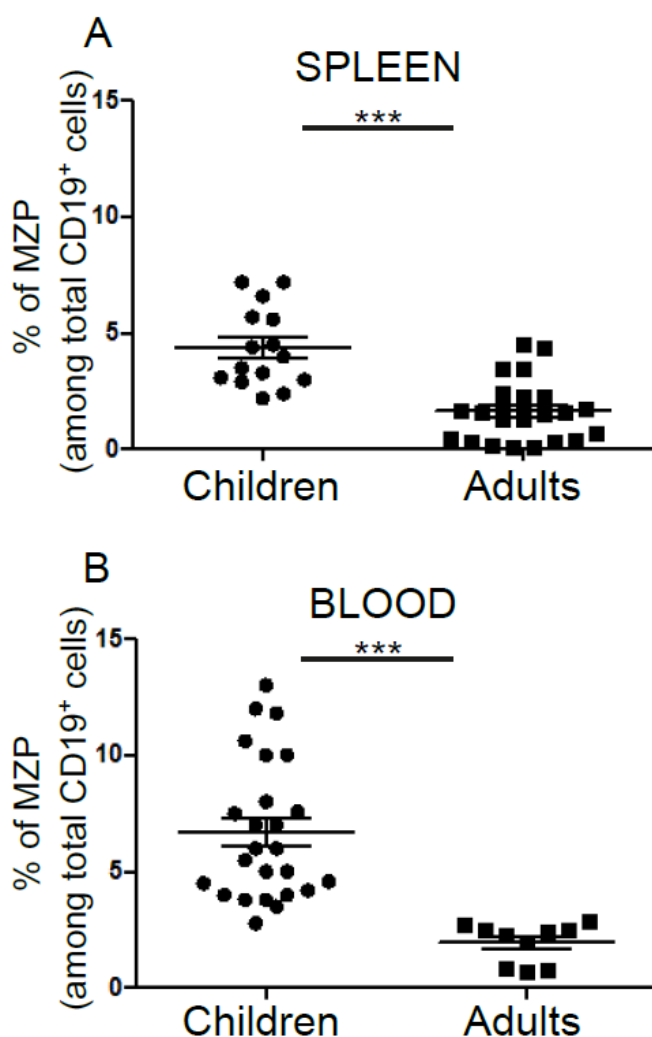 A
SPLEEN
% of MZP
(among total CD19⁺ cells)
15
10
5
0
***
Children
Adults
B
BLOOD
% of MZP
(among total CD19⁺ cells)
15
10
5
0
***
Children
Adults